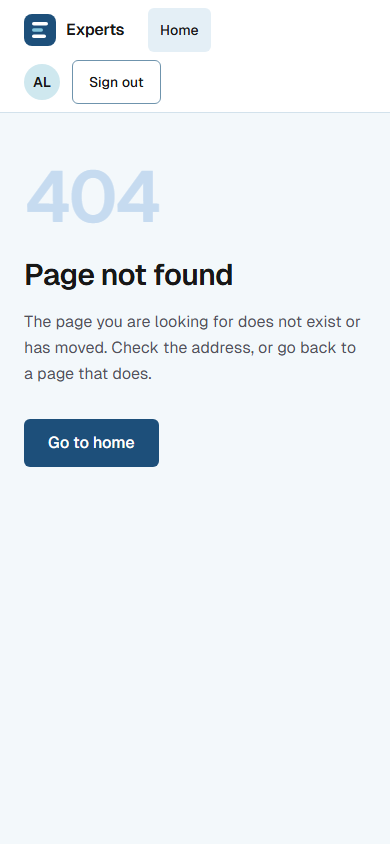 Experts
Home
AL
Sign out
404
Page not found
The page you are looking for does not exist or
has moved. Check the address, or go back to
a page that does.
Go to home